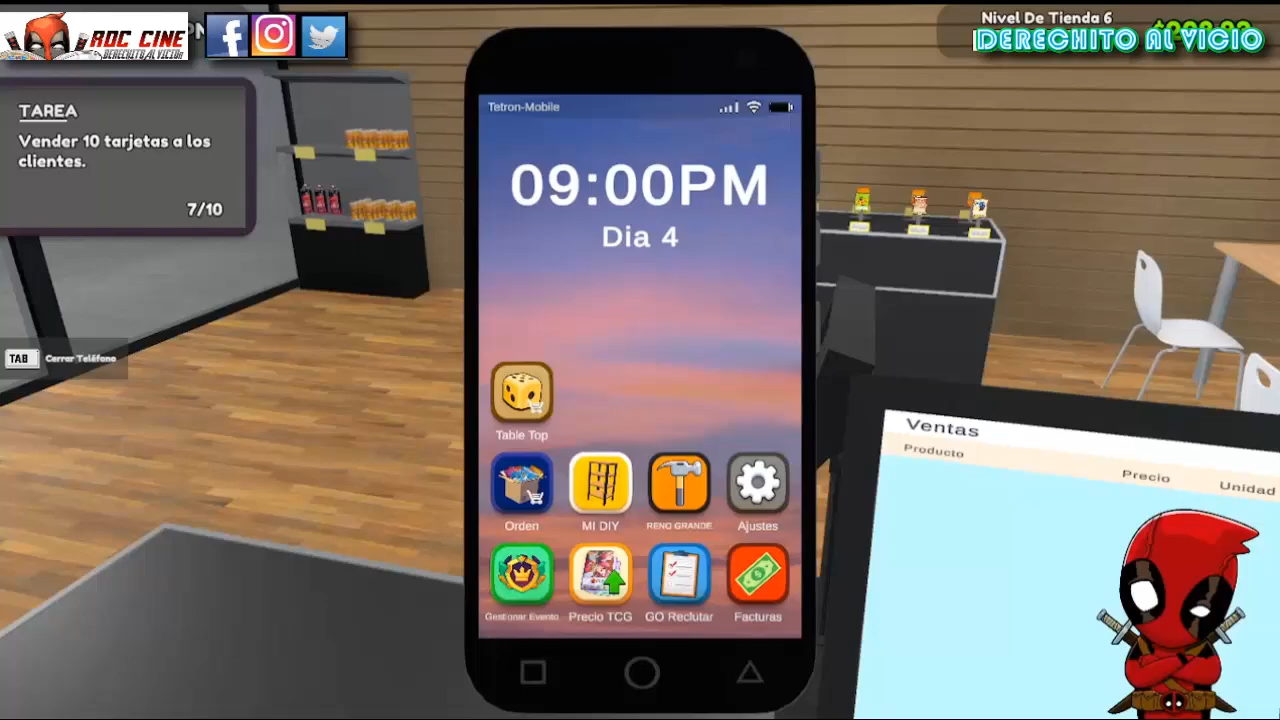 ROC CINE
DERECHITO AL VICIO
Nivel De Tienda 6
DERECHITO AL VICIO
TAREA
Vender 10 tarjetas a los
clientes.
7/10
TAB Cerrar Teléfono
Tetron-Mobile
09:00PM
Dia 4
Table Top
Orden MI DIY RENO GRANDE Ajustes
Gestionar Evento Precio TCG GO Reclutar Facturas
Ventas
Producto Precio Unidad